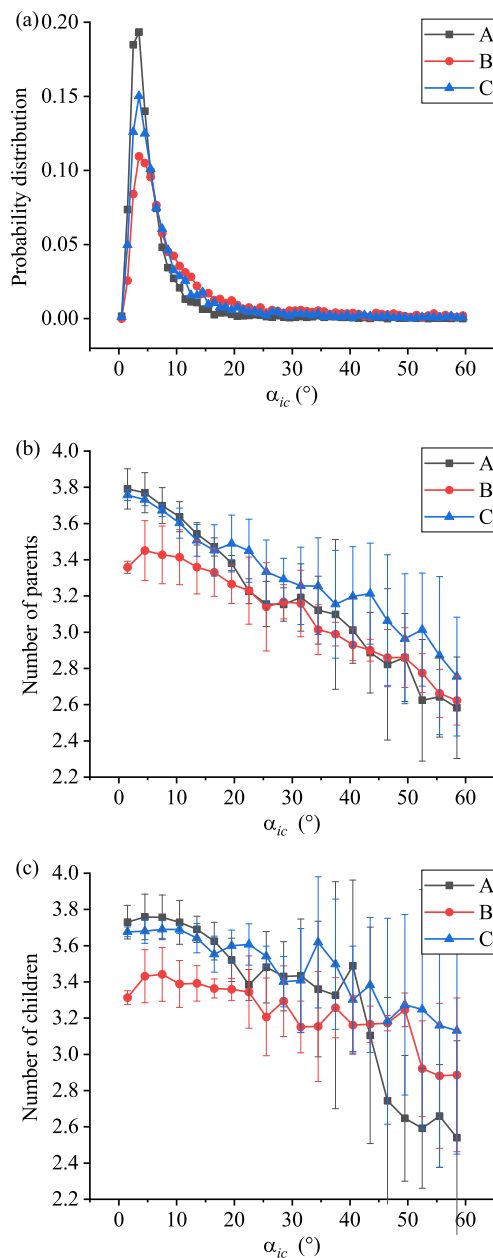 (a)
0.20
0.15
0.10
0.05
0.00
Probability distribution
A
B
C
0 10 20 30 40 50 60
αic (°)
(b)
4.0
3.8
3.6
3.4
3.2
3.0
2.8
2.6
2.4
2.2
Number of parents
A
B
C
0 10 20 30 40 50 60
αic (°)
(c)
4.0
3.8
3.6
3.4
3.2
3.0
2.8
2.6
2.4
2.2
Number of children
A
B
C
0 10 20 30 40 50 60
αic (°)